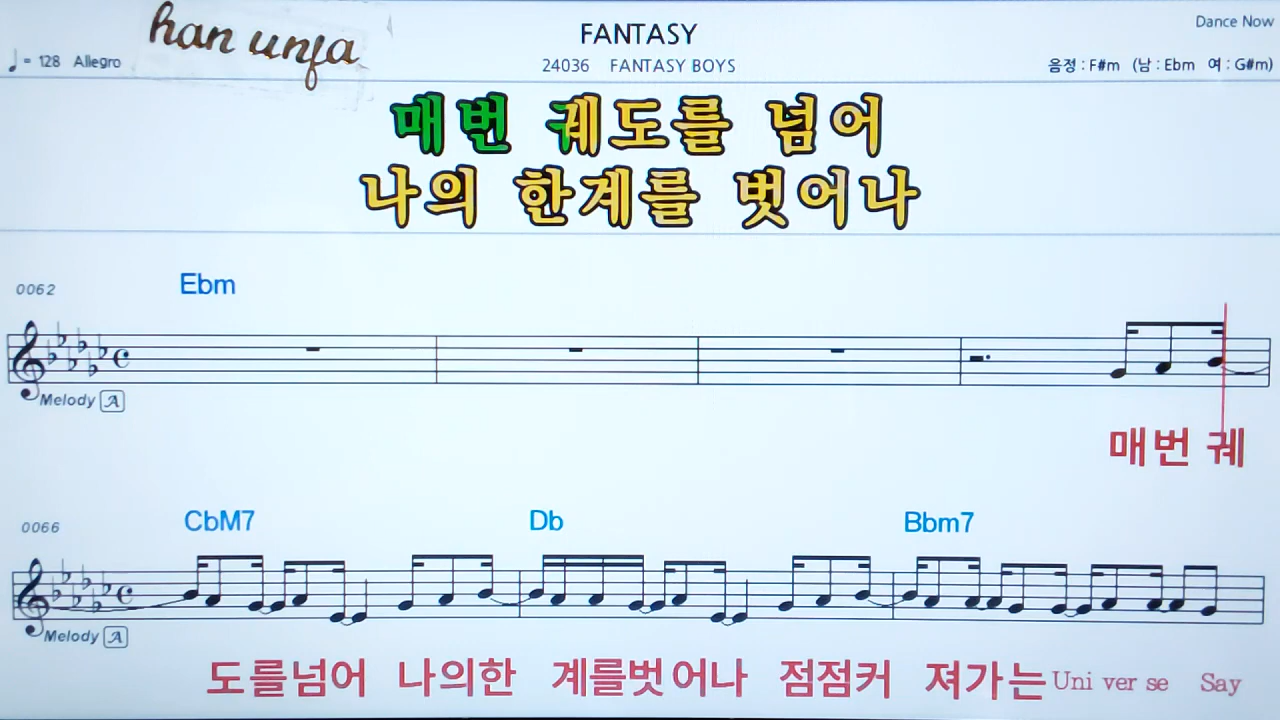 han unfa
FANTASY
Dance Now
♩= 128 Allegro
24036 FANTASY BOYS
음정 : F#m (남 : Ebm 여 : G#m)
매번 궤도를 넘어
나의 한계를 벗어나
0062
Ebm
Melody A
매번 궤
0066
CbM7 Db Bbm7
Melody A
도를넘어 나의한 계를벗어나 점점커 져가는 Uni ver se Say